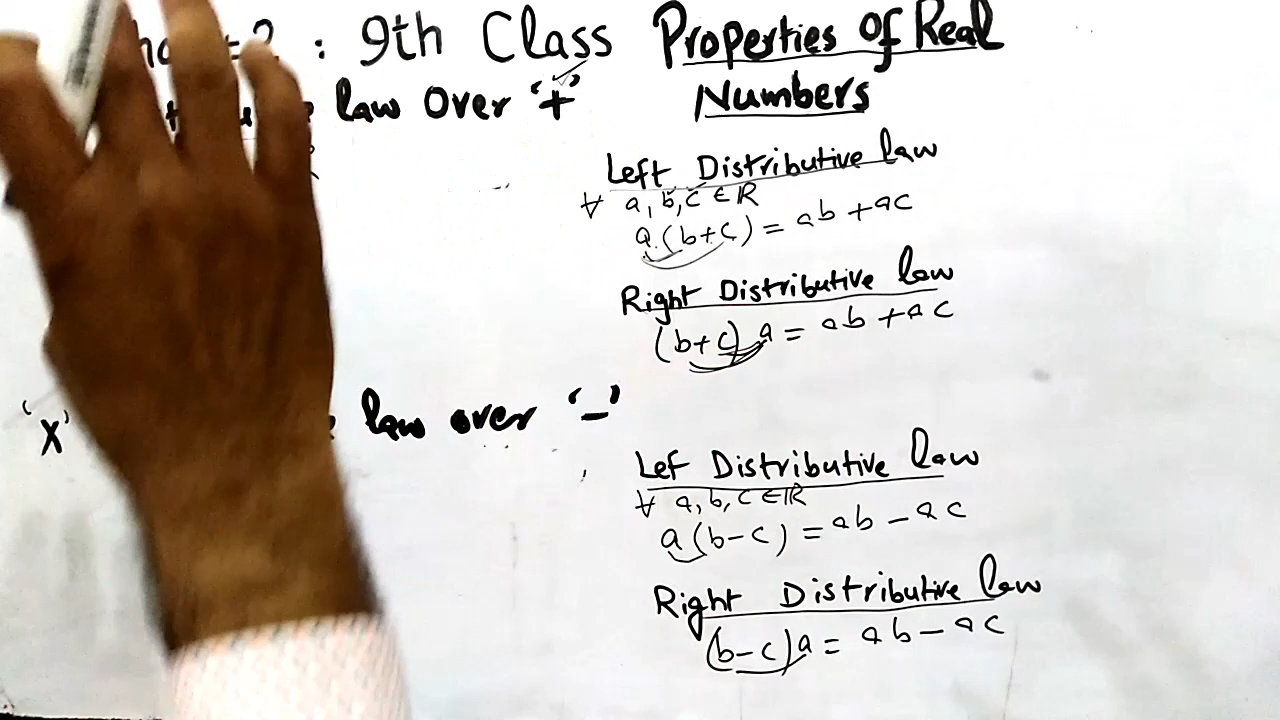 : 9th Class Properties of Real
Numbers
law Over '+'
Left Distributive law
∀ a, b, c ∈ ℝ
a (b+c) = ab + ac
Right Distributive law
(b+c) a = ab + ac
'X' law over '-'
Lef Distributive law
∀ a, b, c ∈ ℝ
a (b-c) = ab - ac
Right Distributive law
(b-c) a = ab - ac